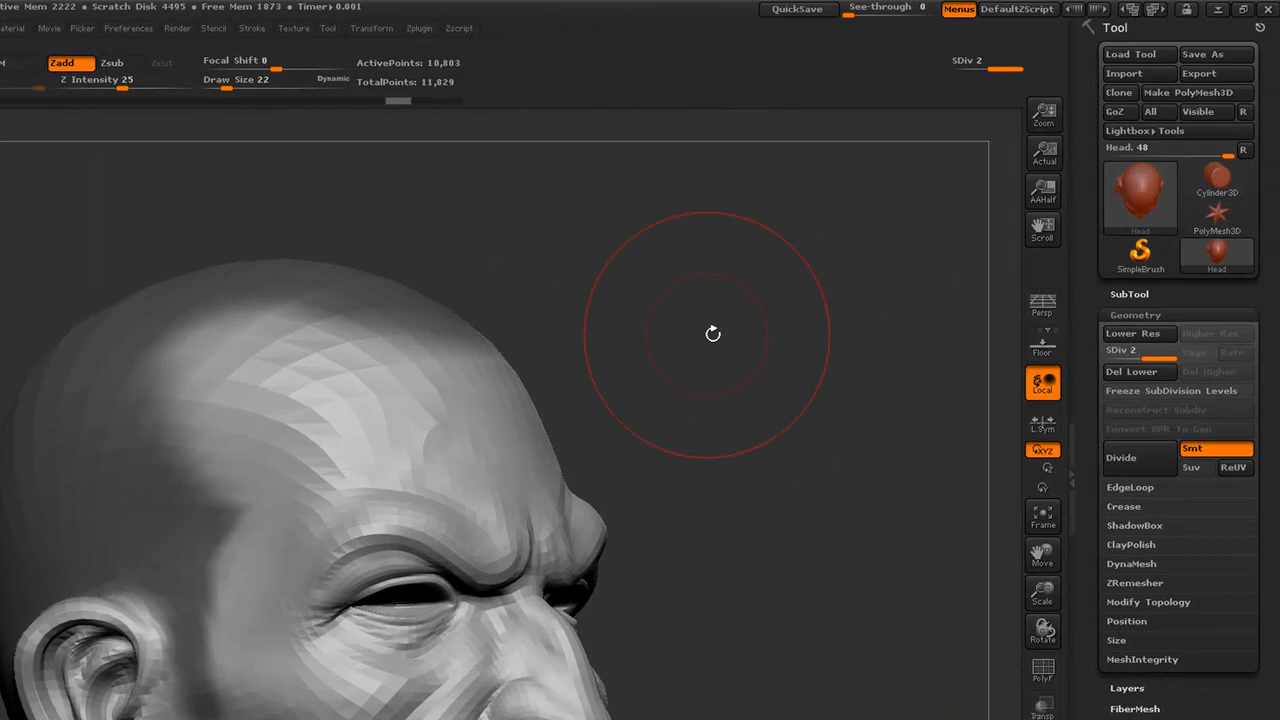 tive Mem 2222 • Scratch Disk 4495 • Free Mem 1873 • Timer▸0.001
QuickSave
See-through 0
Menus
DefaultZScript
aterial Movie Picker Preferences Render Stencil Stroke Texture Tool Transform Zplugin Zscript
M
Zadd
Zsub
Zcut
Focal Shift 0
ActivePoints: 10,803
Z Intensity 25
Draw Size 22
Dynamic
TotalPoints: 11,829
SDiv 2
Zoom
Actual
AAHalf
Scroll
Persp
Y
Floor
Local
L.Sym
XYZ
Frame
Move
Scale
Rotate
PolyF
Transp
Tool
Load Tool
Save As
Import
Export
Clone
Make PolyMesh3D
GoZ
All
Visible
R
Lightbox▸Tools
Head. 48
R
Head
Cylinder3D
PolyMesh3D
SimpleBrush
Head
SubTool
Geometry
Lower Res
Higher Res
SDiv 2
Cage
Rstr
Del Lower
Del Higher
Freeze SubDivision Levels
Reconstruct Subdiv
Convert BPR To Geo
Divide
Smt
Suv
ReUV
EdgeLoop
Crease
ShadowBox
ClayPolish
DynaMesh
ZRemesher
Modify Topology
Position
Size
MeshIntegrity
Layers
FiberMesh